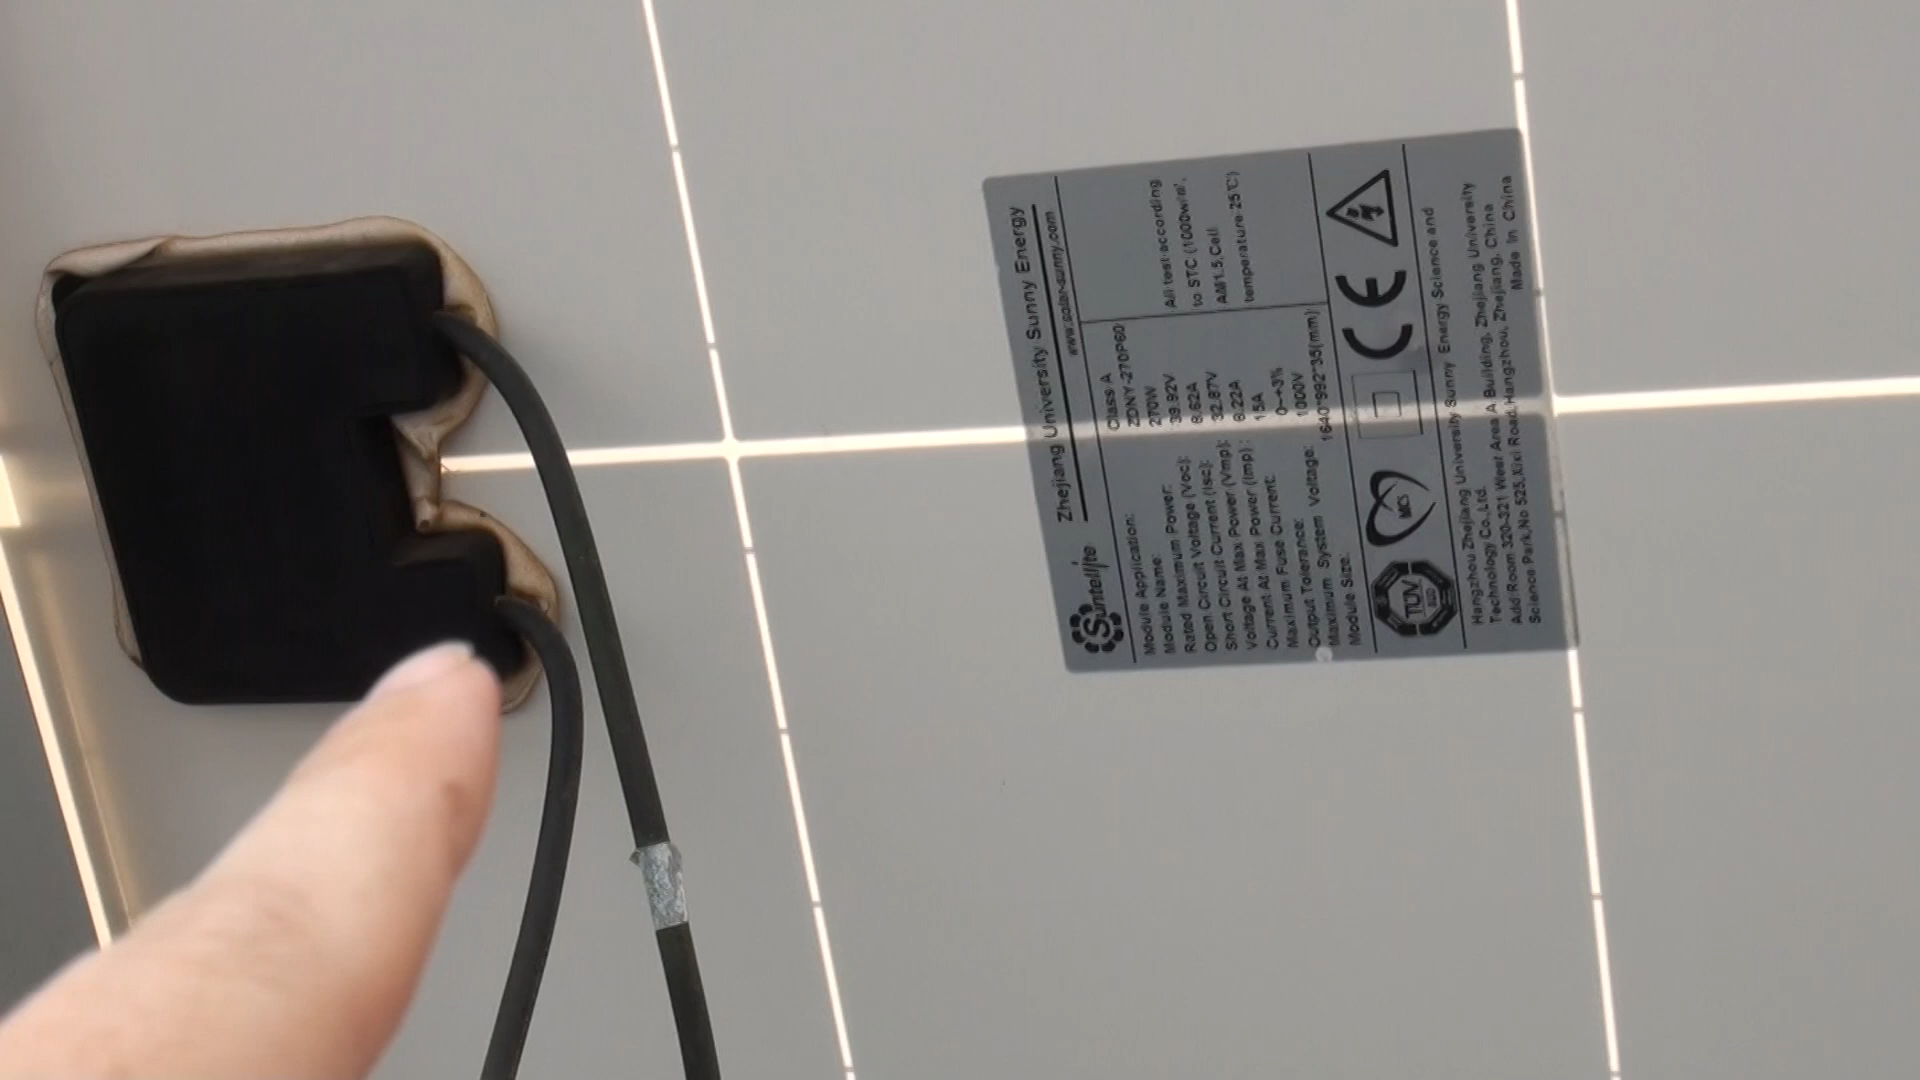 Suntellite
Zhejiang University Sunny Energy
www.solar-sunny.com
Module Application: Class A
Module Name: ZDNY-270P60
Rated Maximum Power: 270W
Open Circuit Voltage (Voc): 39.92V
Short Circuit Current (Isc): 8.62A
Voltage At Max Power (Vmp): 32.87V
Current At Max Power (Imp): 8.22A
Maximum Fuse Current: 15A
Output Tolerance: 0~+3%
Maximum System Voltage: 1000V
Module Size: 1640*992*35(mm)
All test according
to STC (1000w/m²,
AM1.5, Cell
temperature 25℃)
TÜV
MCS
CE
Hangzhou Zhejiang University Sunny Energy Science and
Technology Co.,Ltd.
Add:Room 320-321 West Area A Building, Zhejiang University
Science Park,No 525,Xixi Road,Hangzhou, Zhejiang, China
Made In China